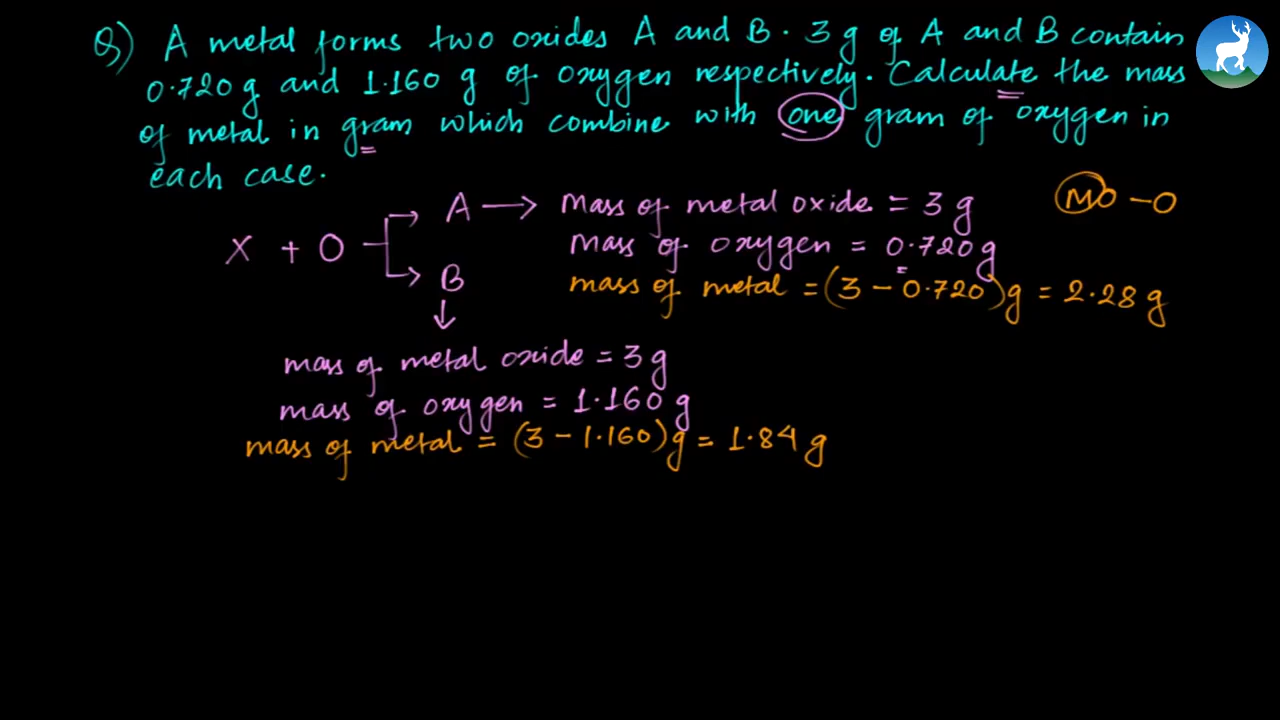 Q) A metal forms two oxides A and B. 3 g of A and B contain
0.720 g and 1.160 g of oxygen respectively. Calculate the mass
of metal in gram which combine with one gram of oxygen in
each case.
X + O
A → mass of metal oxide = 3 g
mass of oxygen = 0.720 g
mass of metal = (3 - 0.720) g = 2.28 g
MO - O
B
↓
mass of metal oxide = 3 g
mass of oxygen = 1.160 g
mass of metal = (3 - 1.160) g = 1.84 g